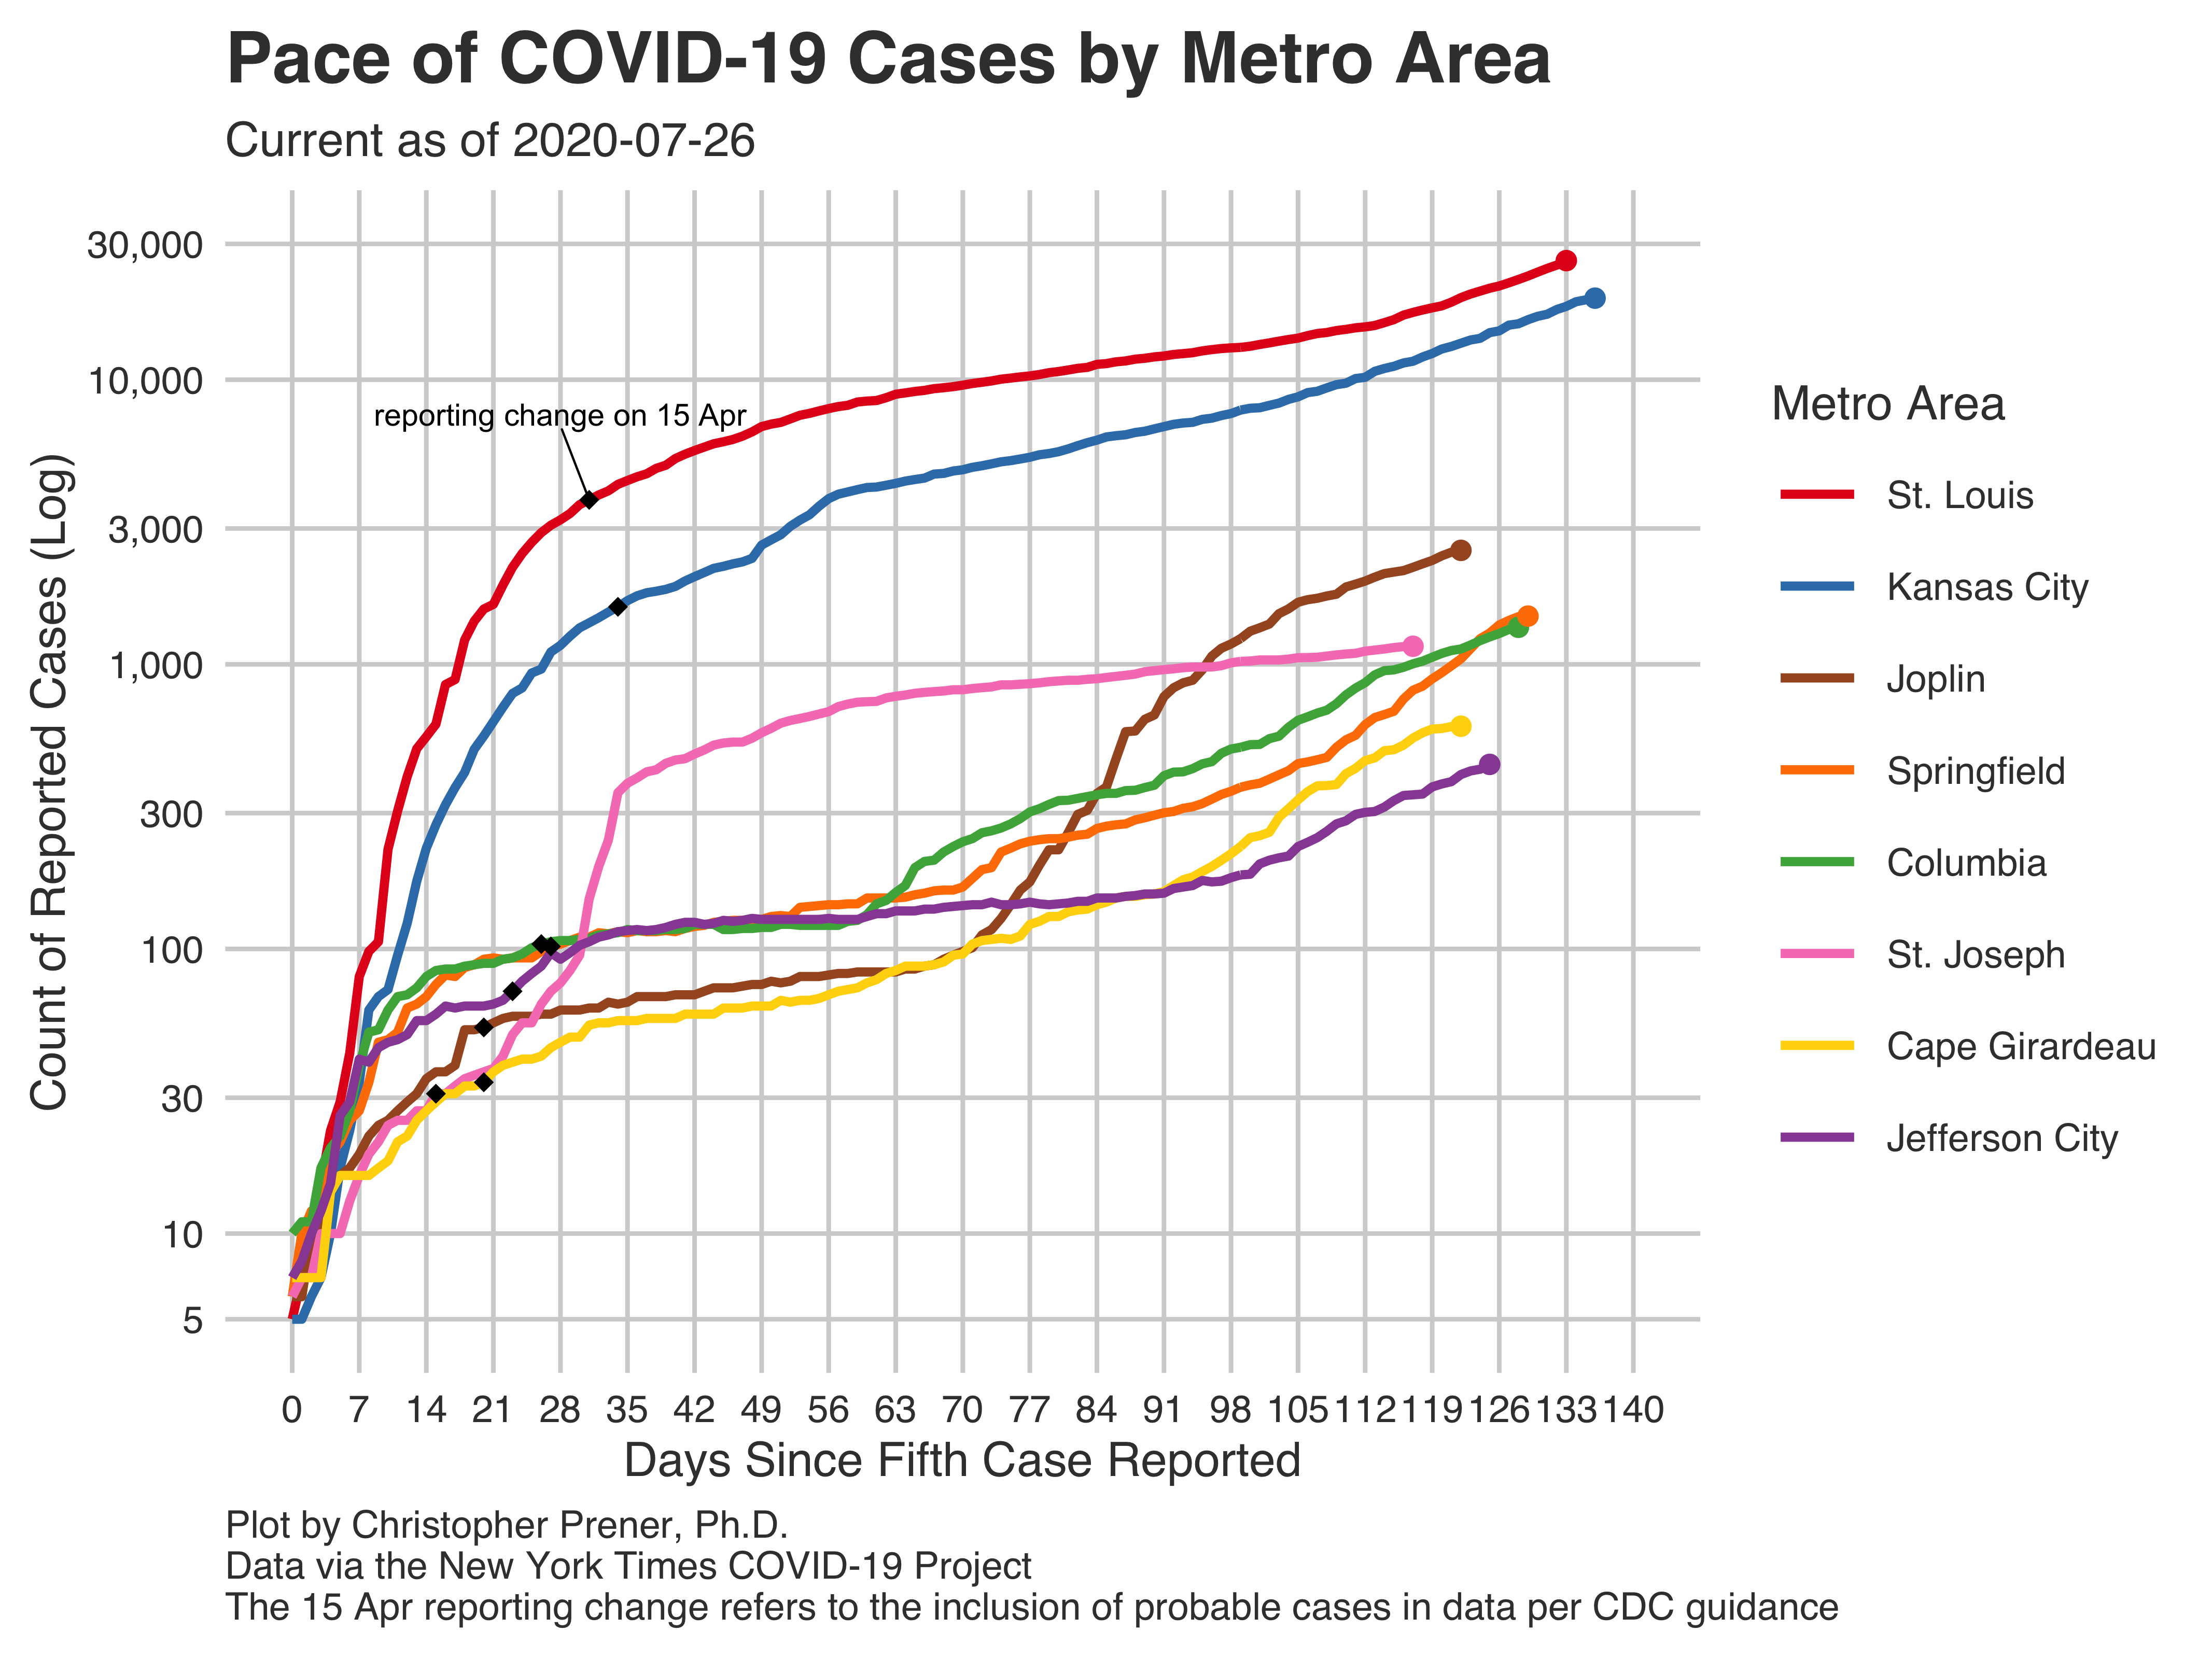 Pace of COVID-19 Cases by Metro Area
Current as of 2020-07-26
30,000
10,000
3,000
1,000
300
100
30
10
5
Count of Reported Cases (Log)
reporting change on 15 Apr
0 7 14 21 28 35 42 49 56 63 70 77 84 91 98 105 112 119 126 133 140
Days Since Fifth Case Reported
Metro Area
St. Louis
Kansas City
Joplin
Springfield
Columbia
St. Joseph
Cape Girardeau
Jefferson City
Plot by Christopher Prener, Ph.D.
Data via the New York Times COVID-19 Project
The 15 Apr reporting change refers to the inclusion of probable cases in data per CDC guidance